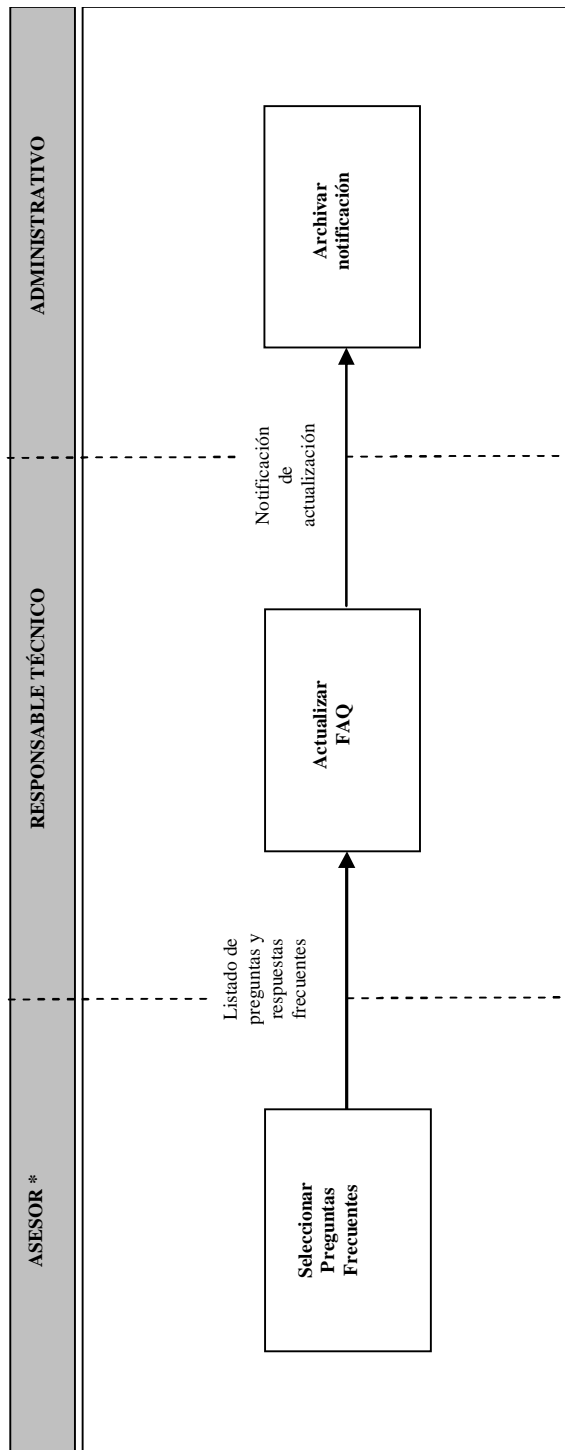 ASESOR *
RESPONSABLE TÉCNICO
ADMINISTRATIVO
Seleccionar
Preguntas
Frecuentes
Listado de
preguntas y
respuestas
frecuentes
Actualizar
FAQ
Notificación
de
actualización
Archivar
notificación